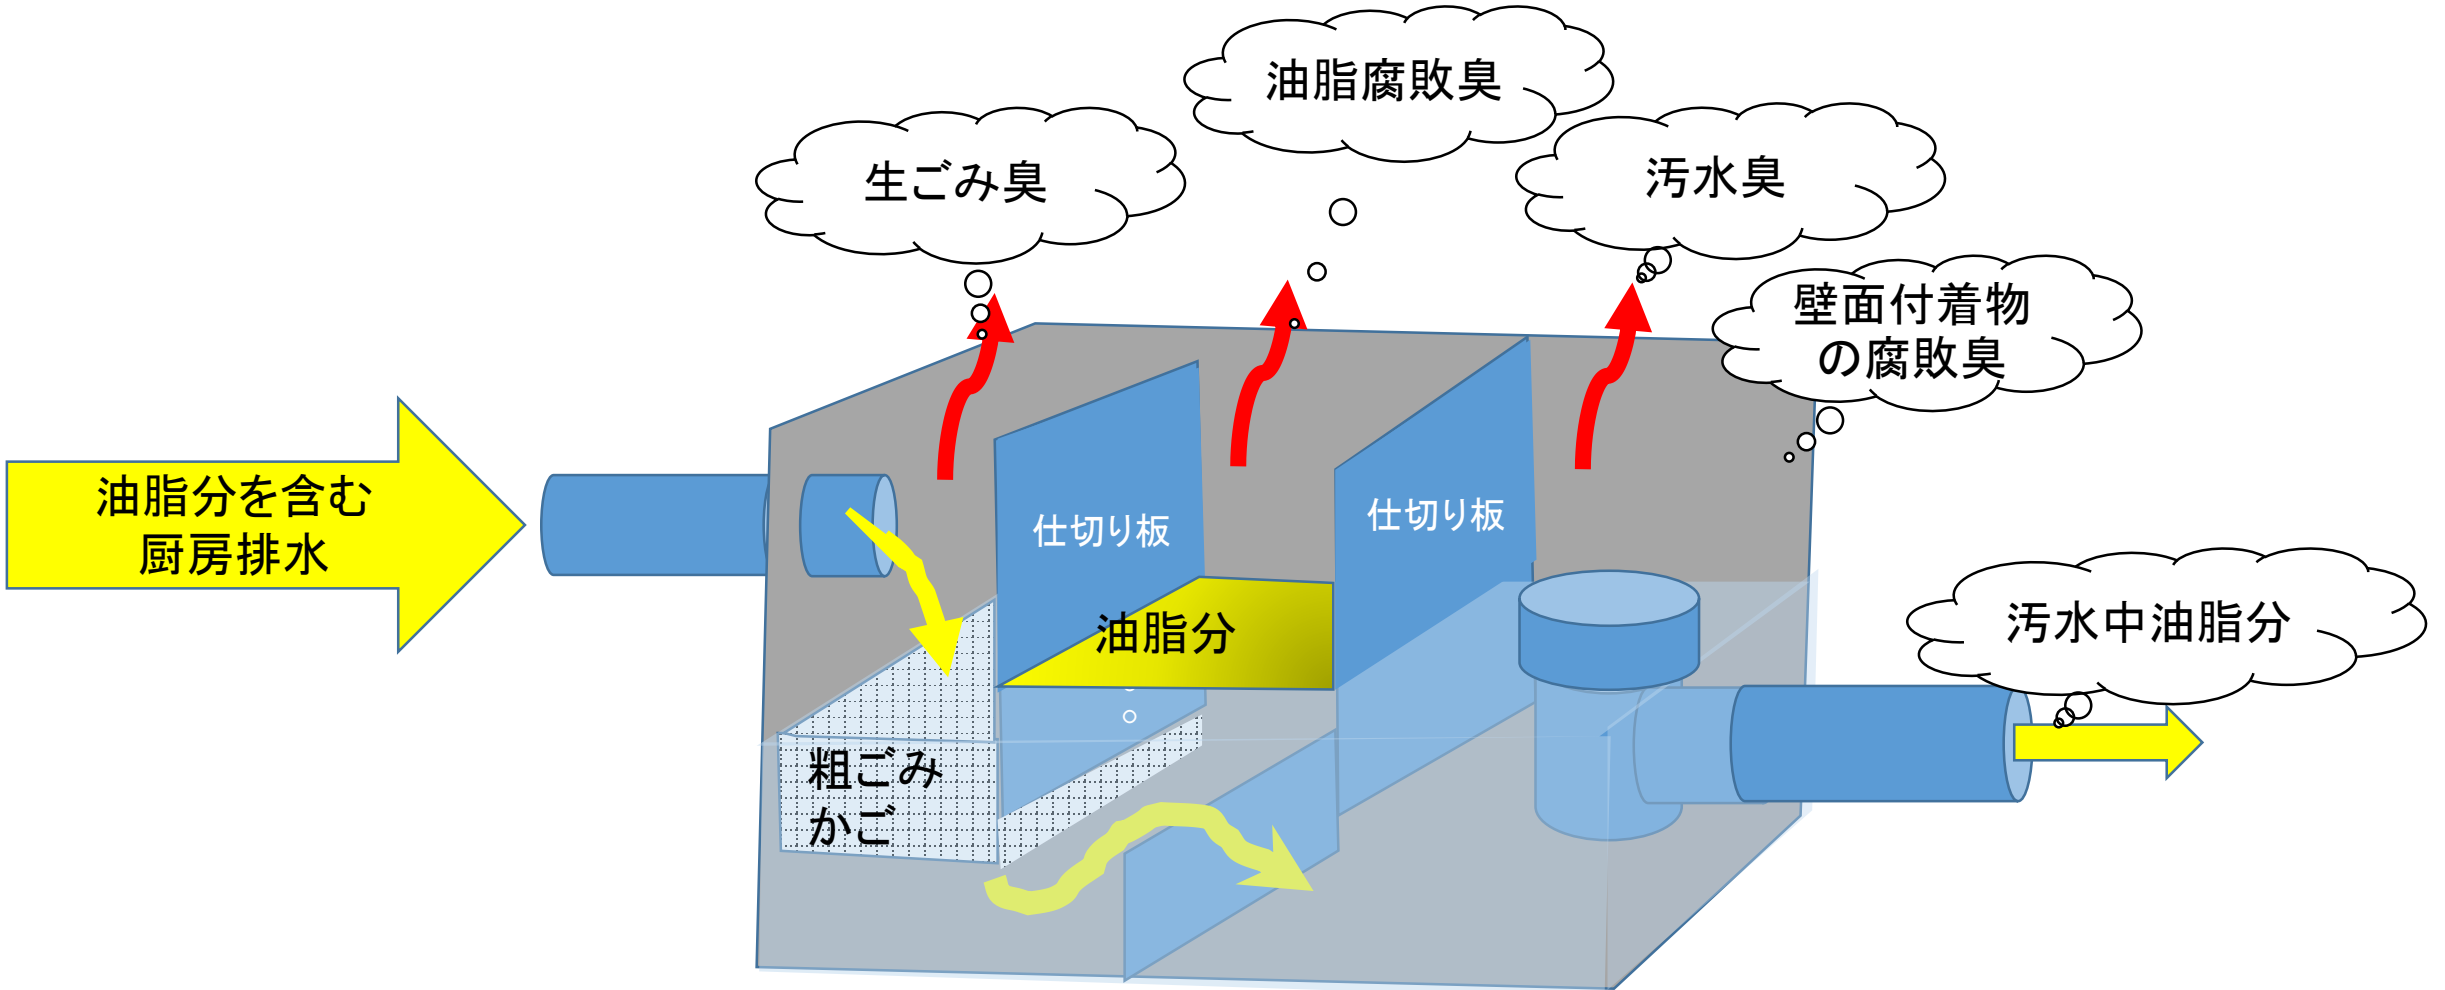 油脂腐敗臭
生ごみ臭
汚水臭
壁面付着物
の腐敗臭
油脂分を含む
厨房排水
仕切り板
仕切り板
油脂分
汚水中油脂分
粗ごみ
かご